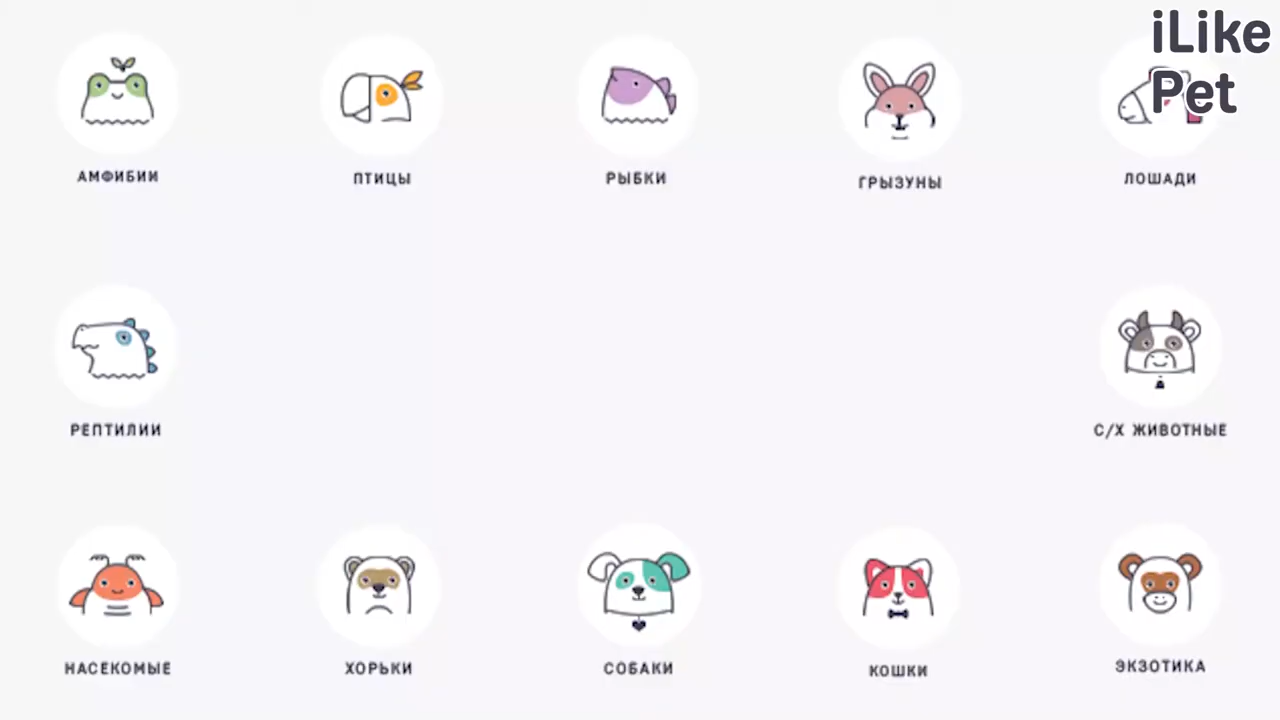 iLike
Pet
АМФИБИИ
ПТИЦЫ
РЫБКИ
ГРЫЗУНЫ
ЛОШАДИ
РЕПТИЛИИ
С/Х ЖИВОТНЫЕ
НАСЕКОМЫЕ
ХОРЬКИ
СОБАКИ
КОШКИ
ЭКЗОТИКА